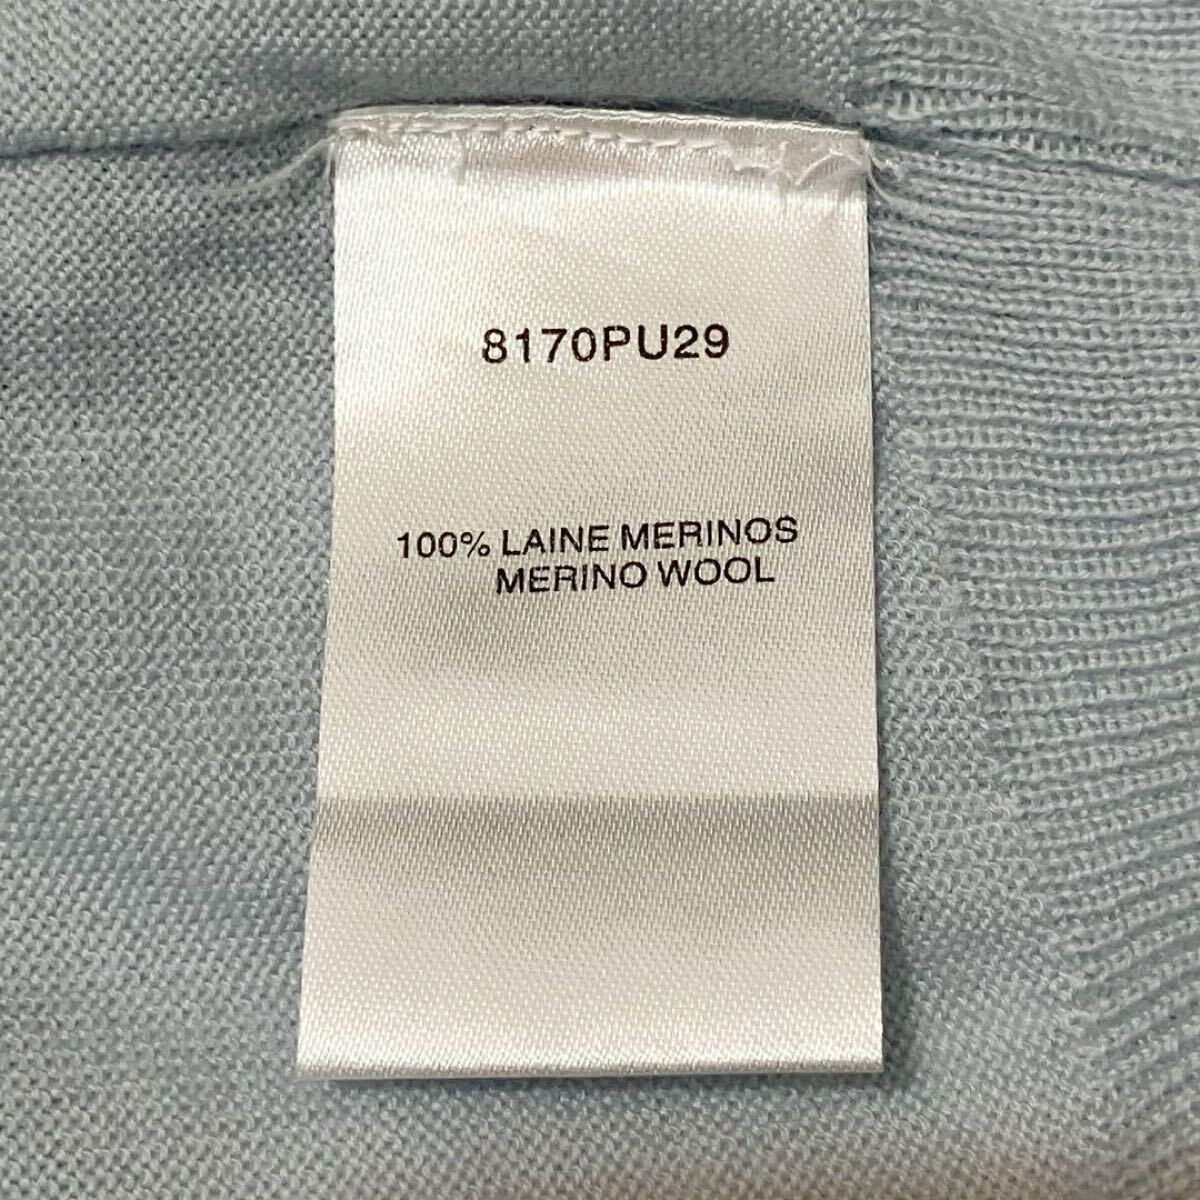 8170PU29
100% LAINE MERINOS
MERINO WOOL